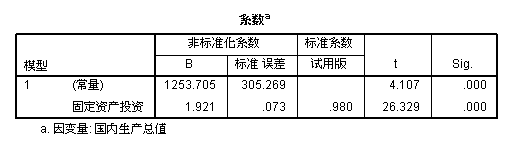 系数a
模型 非标准化系数 标准系数 t Sig.
B 标准 误差 试用版
1 (常量) 1253.705 305.269 4.107 .000
固定资产投资 1.921 .073 .980 26.329 .000
a. 因变量: 国内生产总值